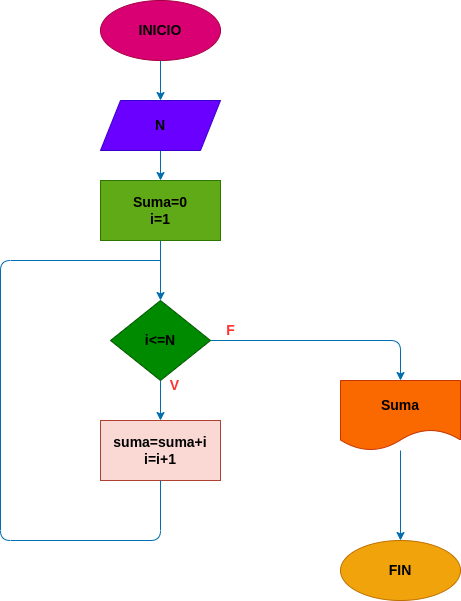 INICIO
N
Suma=0
i=1
i<=N
F
V
suma=suma+i
i=i+1
Suma
FIN